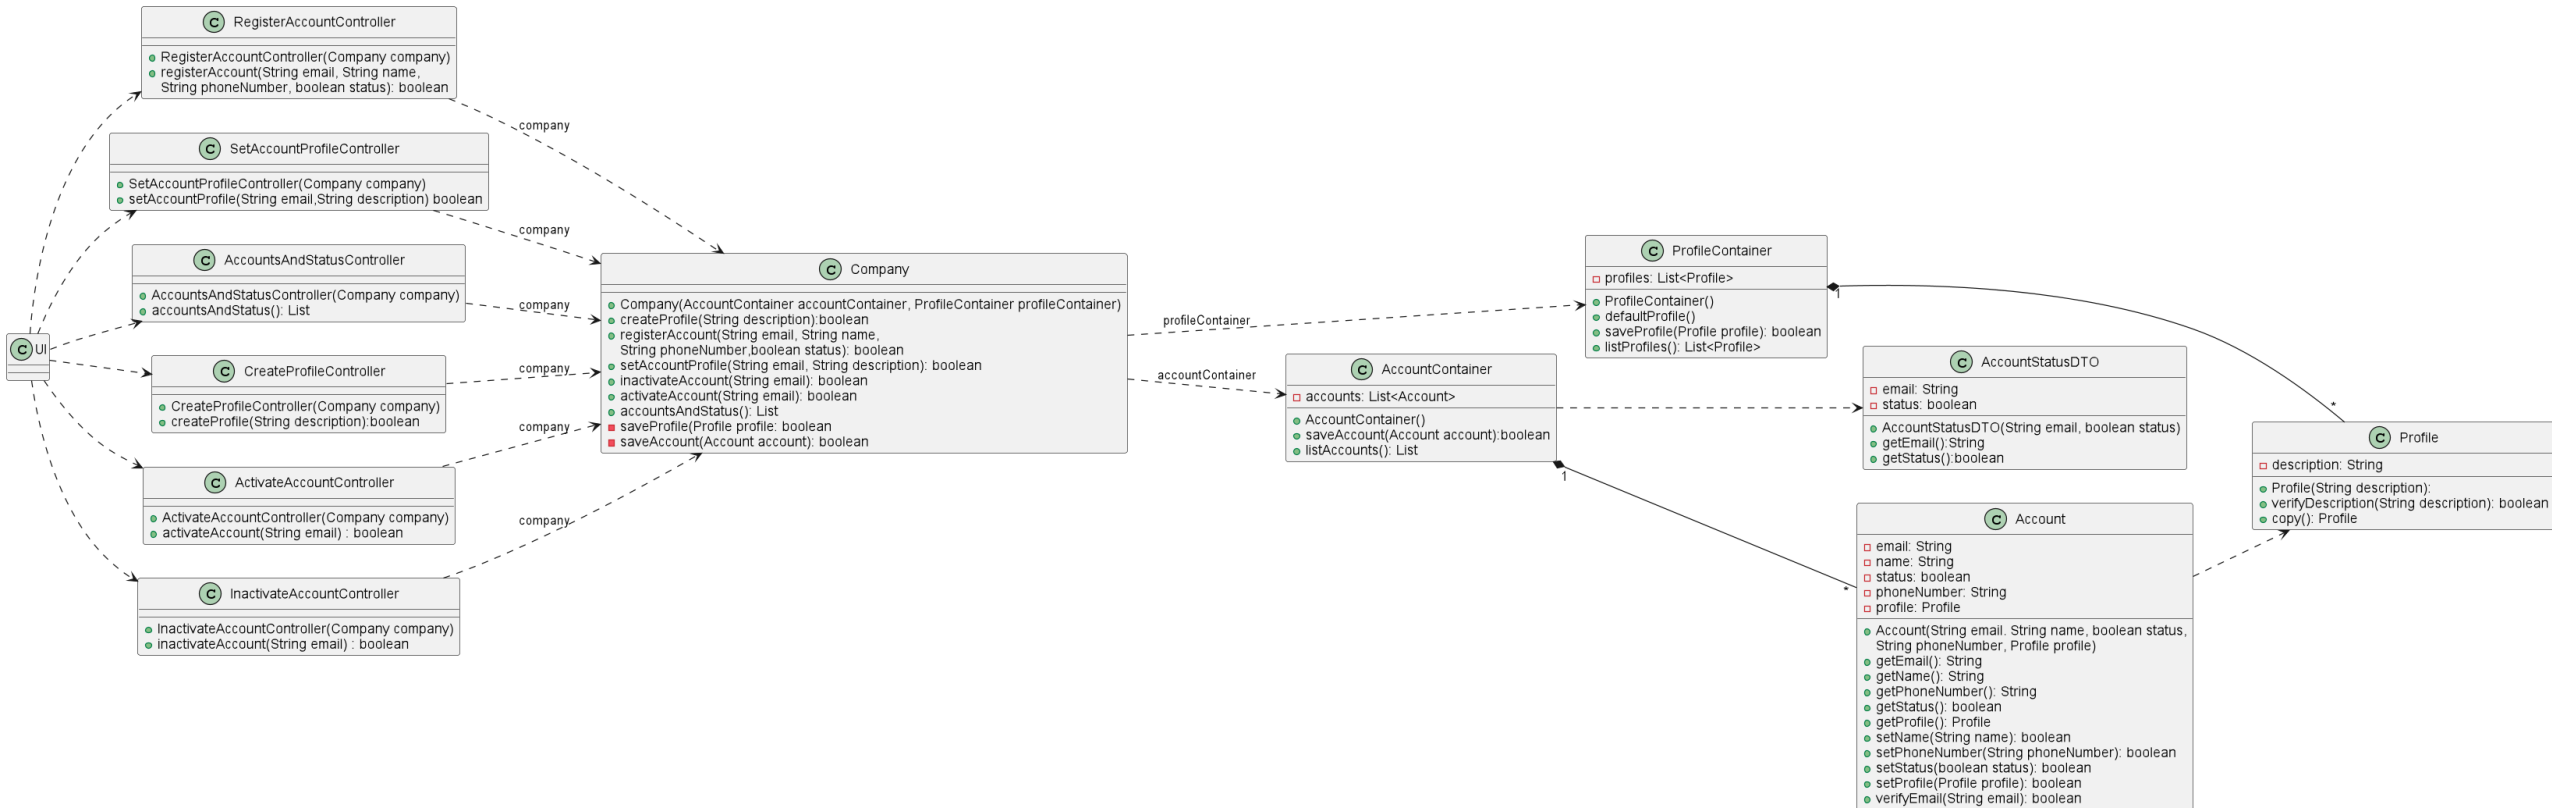 C RegisterAccountController
RegisterAccountController(Company company)
registerAccount(String email, String name,
String phoneNumber, boolean status): boolean
C SetAccountProfileController
SetAccountProfileController(Company company)
setAccountProfile(String email,String description) boolean
C AccountsAndStatusController
AccountsAndStatusController(Company company)
accountsAndStatus(): List
C UI
C CreateProfileController
CreateProfileController(Company company)
createProfile(String description):boolean
C ActivateAccountController
ActivateAccountController(Company company)
activateAccount(String email) : boolean
C InactivateAccountController
InactivateAccountController(Company company)
inactivateAccount(String email) : boolean
company
company
company
company
company
company
C Company
Company(AccountContainer accountContainer, ProfileContainer profileContainer)
createProfile(String description):boolean
registerAccount(String email, String name,
String phoneNumber,boolean status): boolean
setAccountProfile(String email, String description): boolean
inactivateAccount(String email): boolean
activateAccount(String email): boolean
accountsAndStatus(): List
saveProfile(Profile profile: boolean
saveAccount(Account account): boolean
profileContainer
accountContainer
C ProfileContainer
profiles: List<Profile>
ProfileContainer()
defaultProfile()
saveProfile(Profile profile): boolean
listProfiles(): List<Profile>
1
*
C AccountContainer
accounts: List<Account>
AccountContainer()
saveAccount(Account account):boolean
listAccounts(): List
1
*
C AccountStatusDTO
email: String
status: boolean
AccountStatusDTO(String email, boolean status)
getEmail():String
getStatus():boolean
C Account
email: String
name: String
status: boolean
phoneNumber: String
profile: Profile
Account(String email. String name, boolean status,
String phoneNumber, Profile profile)
getEmail(): String
getName(): String
getPhoneNumber(): String
getStatus(): boolean
getProfile(): Profile
setName(String name): boolean
setPhoneNumber(String phoneNumber): boolean
setStatus(boolean status): boolean
setProfile(Profile profile): boolean
verifyEmail(String email): boolean
C Profile
description: String
Profile(String description):
verifyDescription(String description): boolean
copy(): Profile